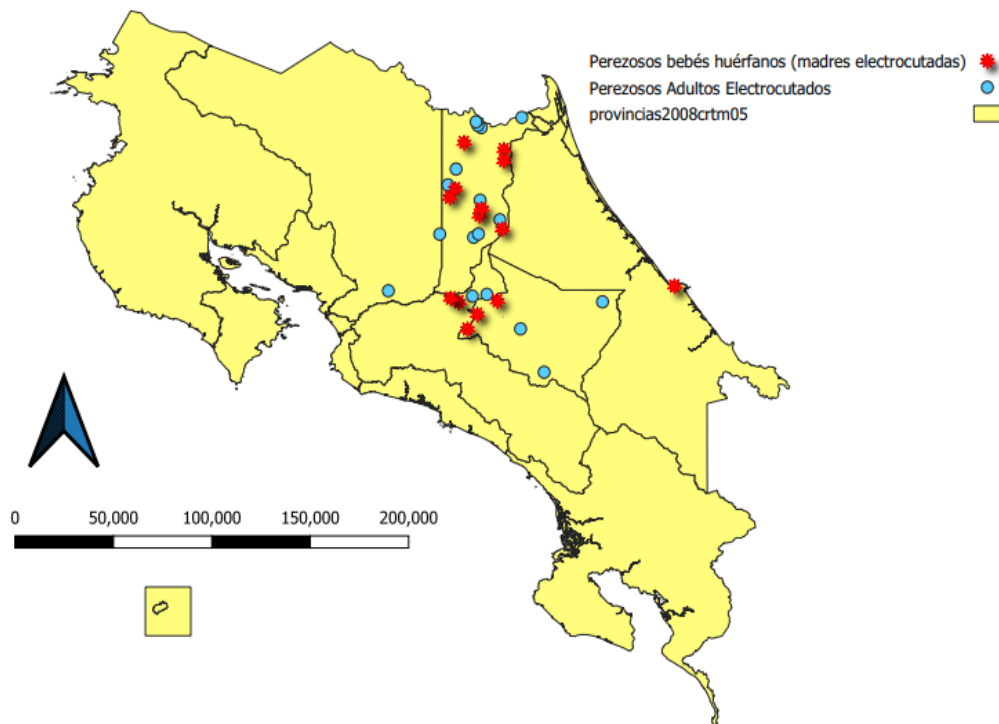 Perezosos bebés huérfanos (madres electrocutadas)
Perezosos Adultos Electrocutados
provincias2008crtm05
0 50,000 100,000 150,000 200,000